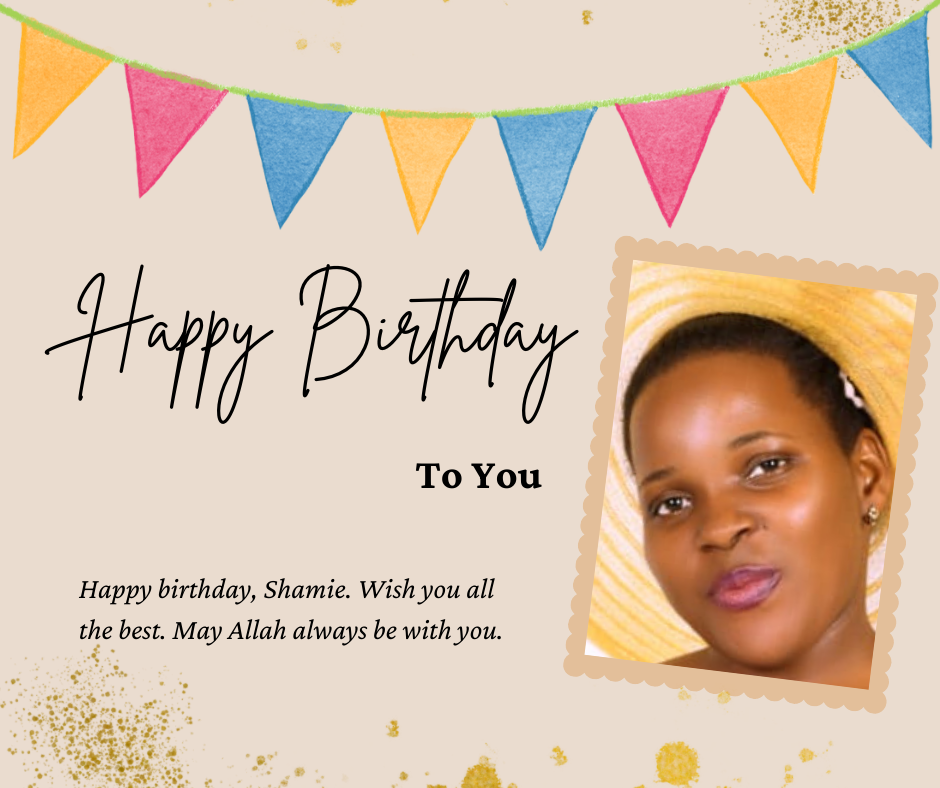 Happy Birthday
To You
Happy birthday, Shamie. Wish you all
the best. May Allah always be with you.